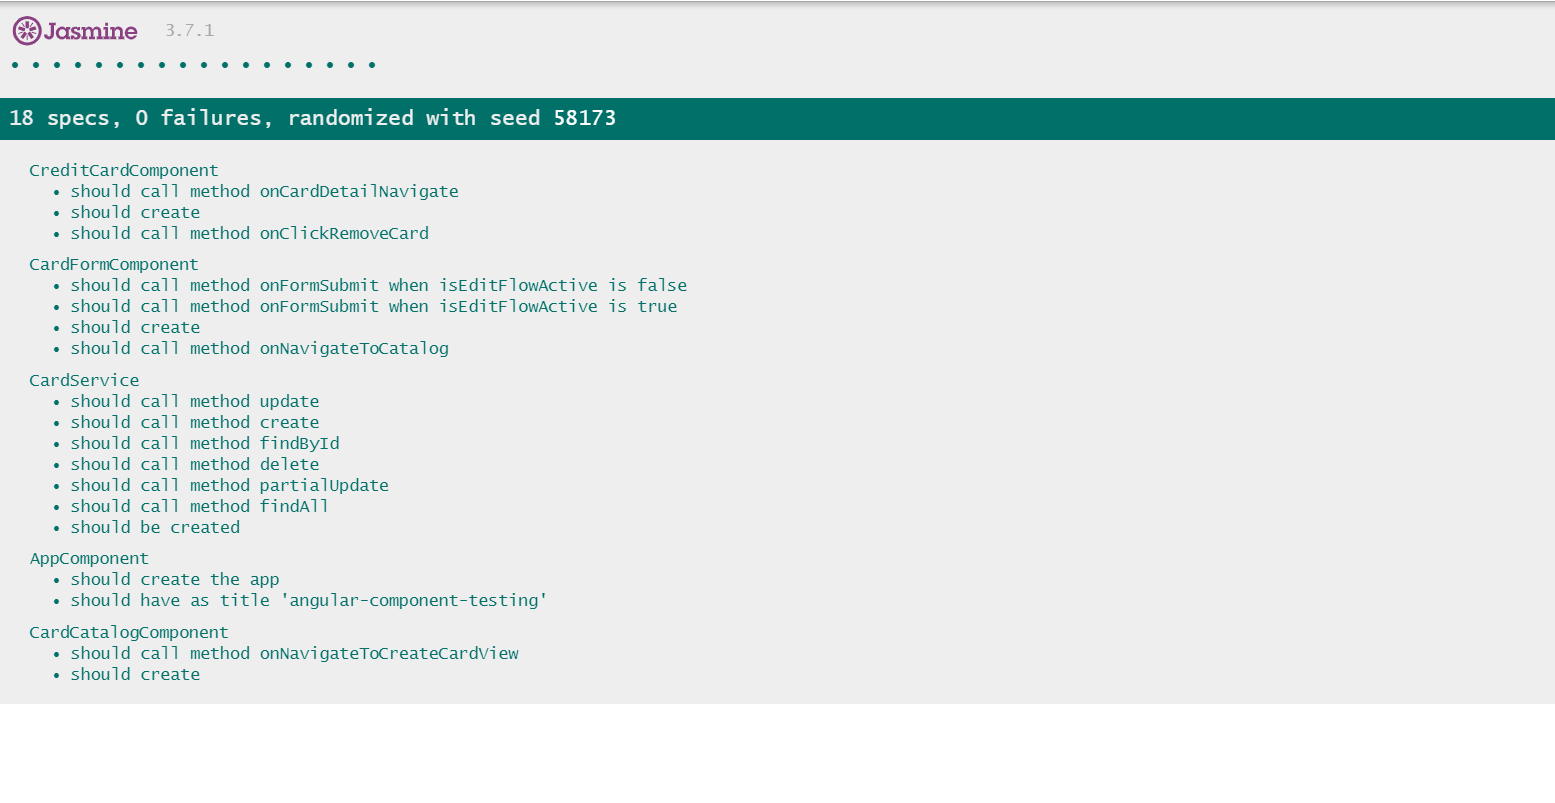 Jasmine 3.7.1
• • • • • • • • • • • • • • • • • •
18 specs, 0 failures, randomized with seed 58173
CreditCardComponent
• should call method onCardDetailNavigate
• should create
• should call method onClickRemoveCard
CardFormComponent
• should call method onFormSubmit when isEditFlowActive is false
• should call method onFormSubmit when isEditFlowActive is true
• should create
• should call method onNavigateToCatalog
CardService
• should call method update
• should call method create
• should call method findById
• should call method delete
• should call method partialUpdate
• should call method findAll
• should be created
AppComponent
• should create the app
• should have as title 'angular-component-testing'
CardCatalogComponent
• should call method onNavigateToCreateCardView
• should create